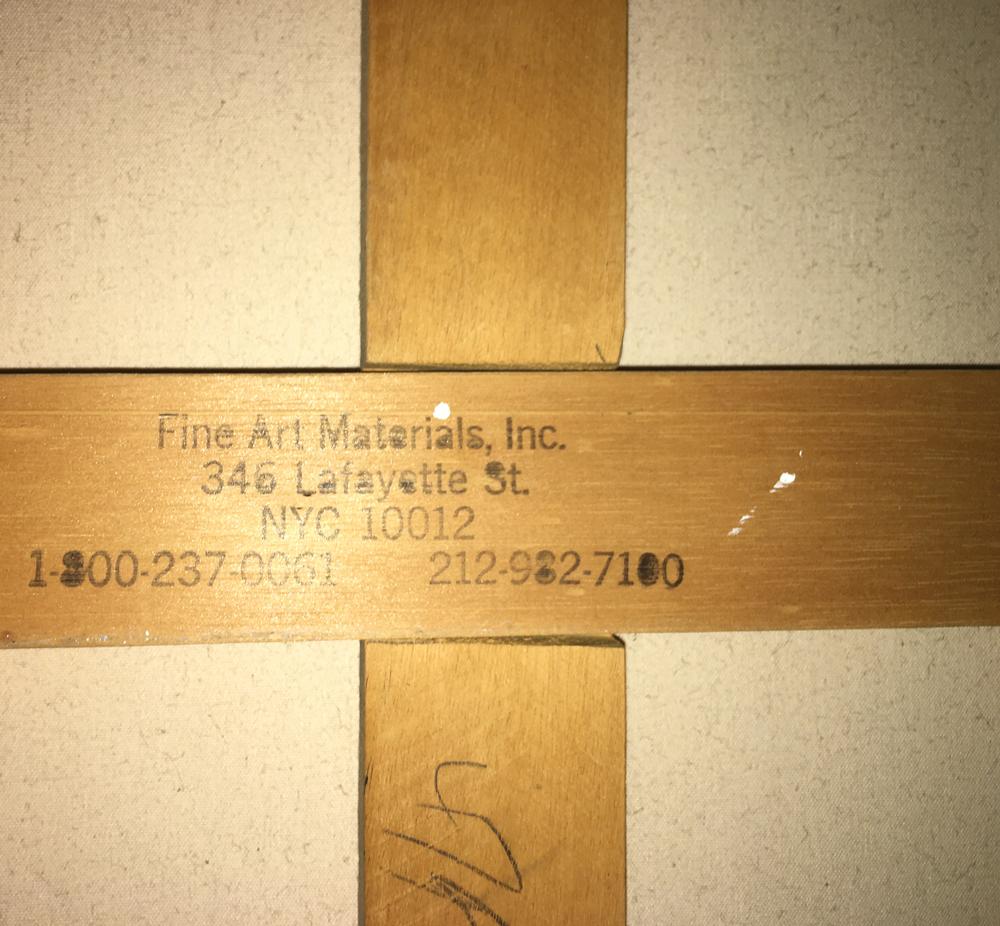 Fine Art Materials, Inc.
346 Lafayette St.
NYC 10012
1-800-237-0061 212-982-7100